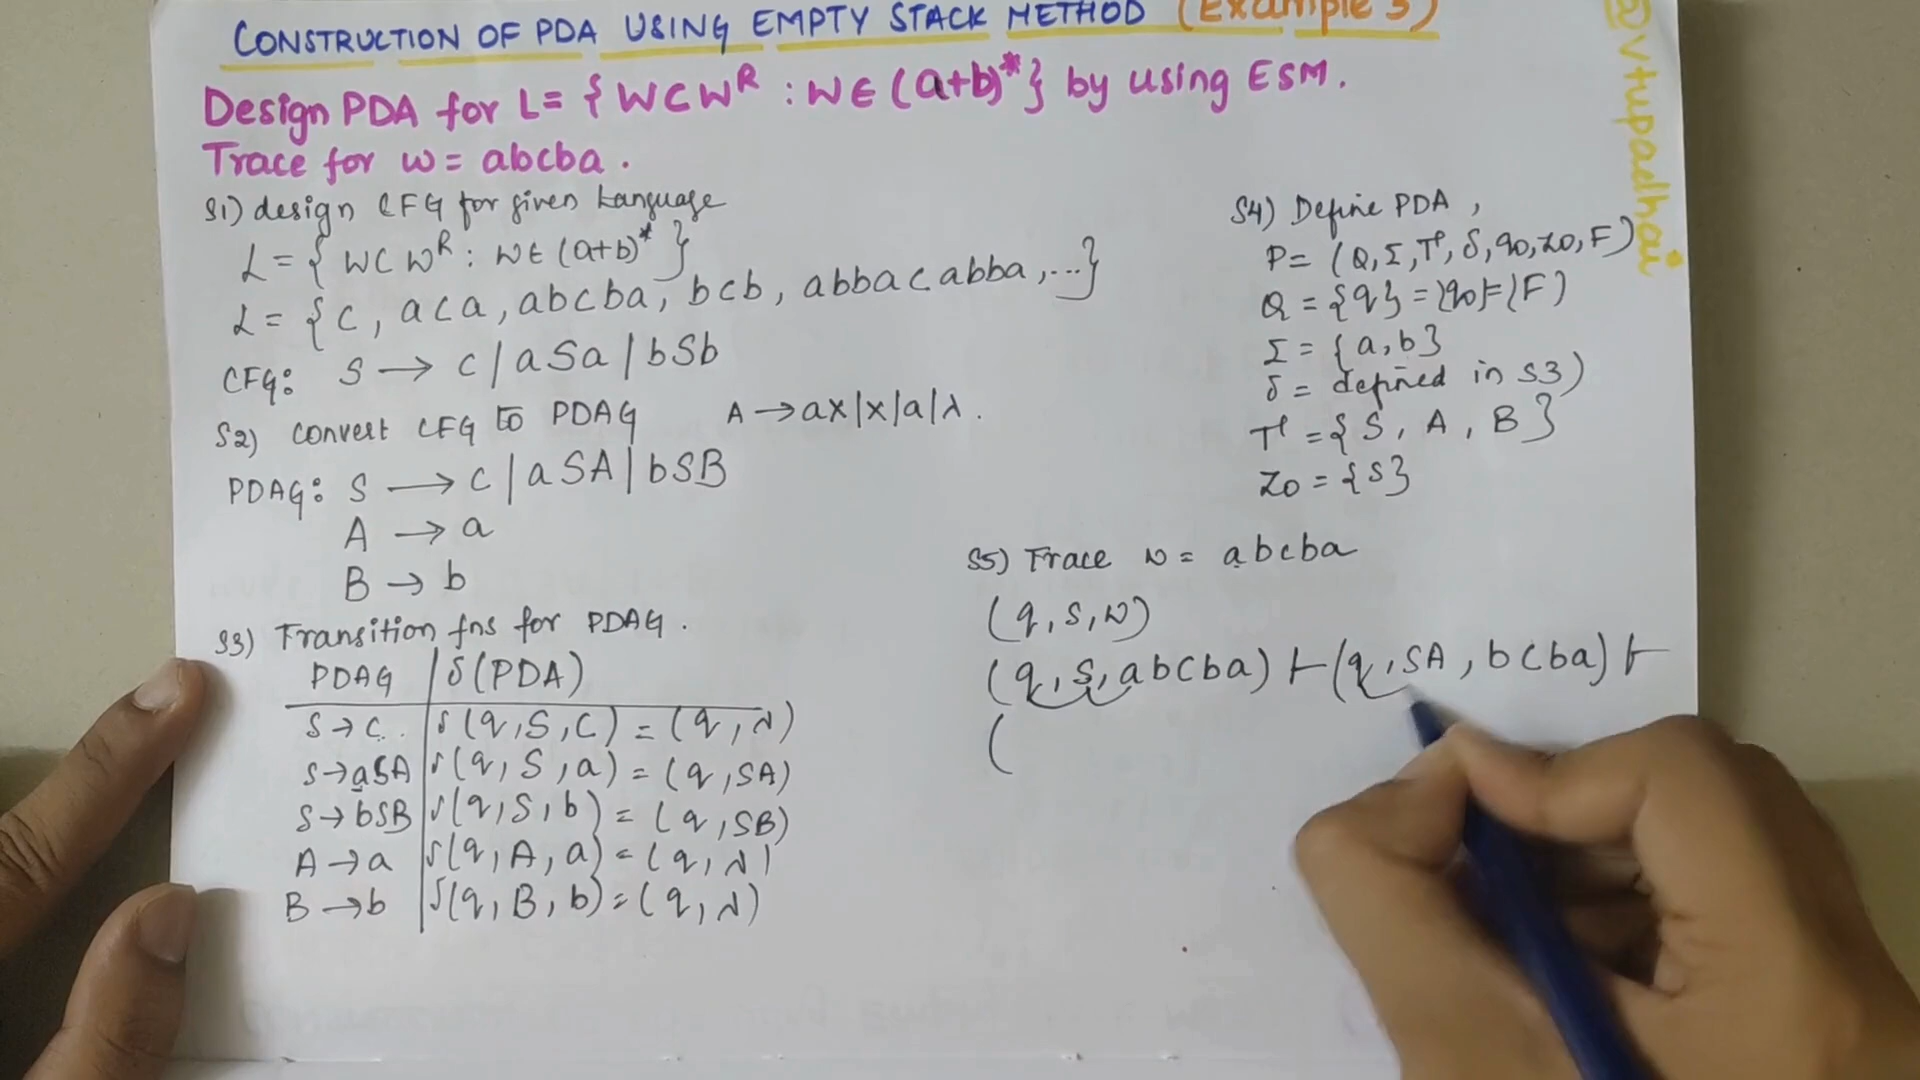 CONSTRUCTION OF PDA USING EMPTY STACK METHOD (Example 3)
Design PDA for L= {WCW^R : W∈(a+b)*} by using ESM.
Trace for w= abcba.
S1) design CFG for given Language
L= {WCW^R : W∈(a+b)*}
L= {C, aca, abcba, bcb, abbacabba,...}
CFG: S → c | aSa | bSb
S2) Convert CFG to PDAG A → ax|x|a|λ.
PDAG: S → c | aSA | bSB
A → a
B → b
S3) Transition fns for PDAG.
PDAG | δ(PDA)
S→C. δ(q,S,C) = (q,λ)
S→aSA δ(q,S,a) = (q,SA)
S→bSB δ(q,S,b) = (q,SB)
A→a δ(q,A,a) = (q,λ)
B→b δ(q,B,b) = (q,λ)
S4) Define PDA,
P= (Q,Σ,Γ,δ,q0,z0,F)
Q = {q} = {q0} = {F}
Σ = {a,b}
δ = defined in S3)
Γ = {S, A, B}
Z0 = {S}
S5) Trace w = abcba
(q,S,w)
(q,S,abcba) ⊢ (q,SA,bcba) ⊢
(
@vtupadhai